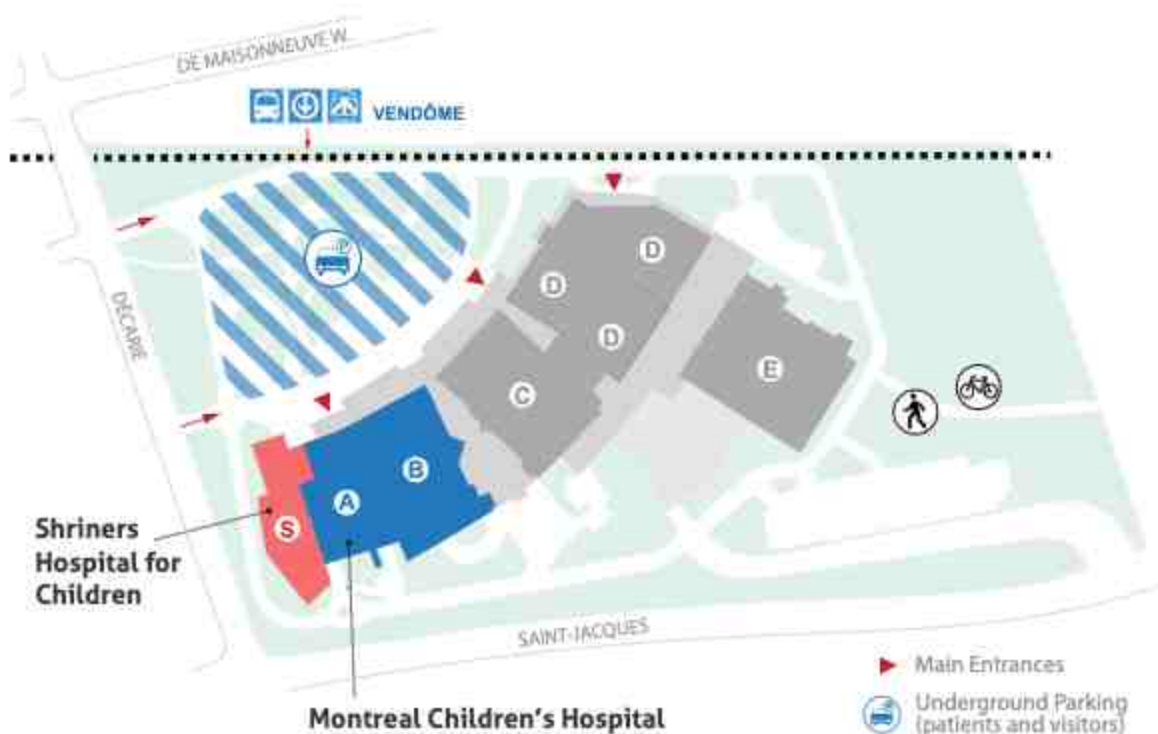 DE MAISONNEUVE W.
VENDÔME
DÉCARIE
D
D
D
E
C
B
A
S
Shriners
Hospital for
Children
SAINT-JACQUES
Montreal Children's Hospital
Main Entrances
Underground Parking
(patients and visitors)